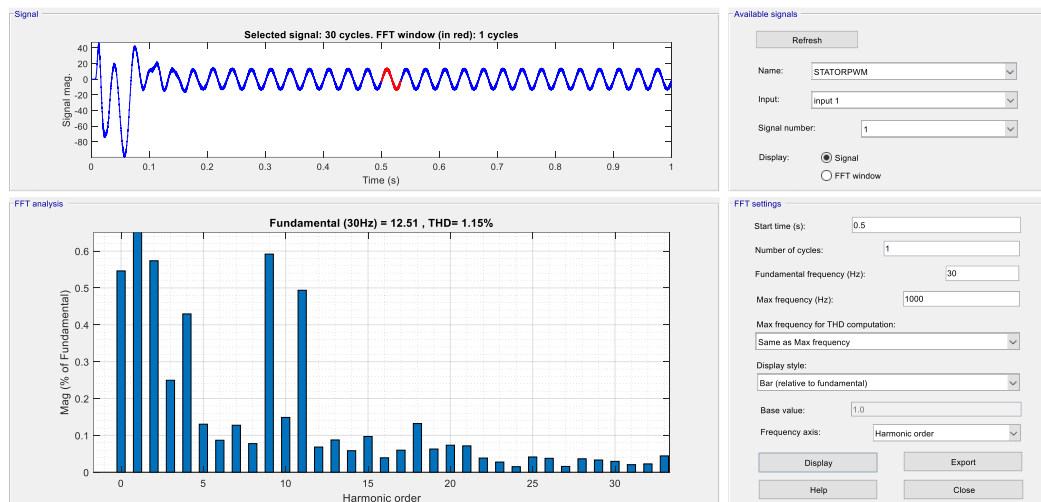 Signal
Selected signal: 30 cycles. FFT window (in red): 1 cycles
Signal mag.
40
20
0
-20
-40
-60
-80
0
0.1
0.2
0.3
0.4
0.5
0.6
0.7
0.8
0.9
1
Time (s)
Available signals
Refresh
Name:
STATORPWM
Input:
input 1
Signal number:
1
Display:
Signal
FFT window
FFT analysis
Fundamental (30Hz) = 12.51 , THD= 1.15%
Mag (% of Fundamental)
0.6
0.5
0.4
0.3
0.2
0.1
0
0
5
10
15
20
25
30
Harmonic order
FFT settings
Start time (s):
0.5
Number of cycles:
1
Fundamental frequency (Hz):
30
Max frequency (Hz):
1000
Max frequency for THD computation:
Same as Max frequency
Display style:
Bar (relative to fundamental)
Base value:
1.0
Frequency axis:
Harmonic order
Display
Export
Help
Close